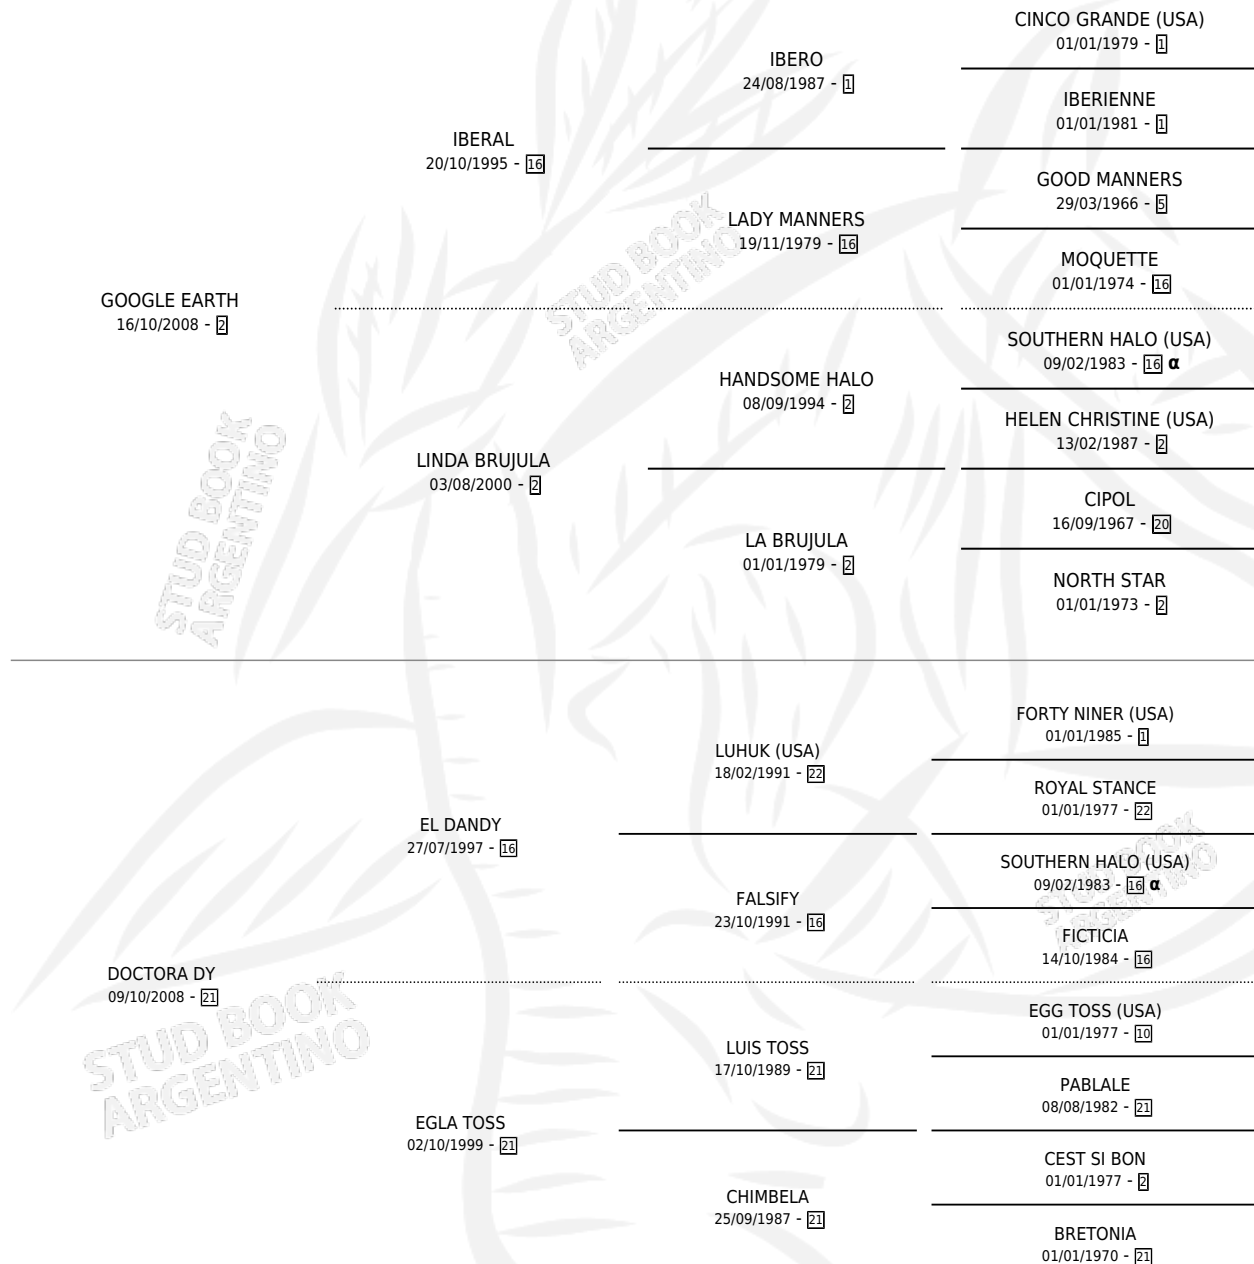 CINCO GRANDE (USA)
01/01/1979 - 1
IBERO
24/08/1987 - 1
IBERIENNE
01/01/1981 - 1
IBERAL
20/10/1995 - 16
GOOD MANNERS
29/03/1966 - 5
LADY MANNERS
19/11/1979 - 16
MOQUETTE
01/01/1974 - 16
GOOGLE EARTH
16/10/2008 - 2
STUD BOOK
ARGENTINO
SOUTHERN HALO (USA)
09/02/1983 - 16 α
HANDSOME HALO
08/09/1994 - 2
HELEN CHRISTINE (USA)
13/02/1987 - 2
LINDA BRUJULA
03/08/2000 - 2
CIPOL
16/09/1967 - 20
LA BRUJULA
01/01/1979 - 2
NORTH STAR
01/01/1973 - 2
STUD BOOK
ARGENTINO
FORTY NINER (USA)
01/01/1985 - 1
LUHUK (USA)
18/02/1991 - 22
ROYAL STANCE
01/01/1977 - 22
EL DANDY
27/07/1997 - 16
SOUTHERN HALO (USA)
09/02/1983 - 16 α
STUD BOOK
ARGENTINO
FALSIFY
23/10/1991 - 16
FICTICIA
14/10/1984 - 16
DOCTORA DY
09/10/2008 - 21
STUD BOOK
ARGENTINO
EGG TOSS (USA)
01/01/1977 - 10
LUIS TOSS
17/10/1989 - 21
PABLALE
08/08/1982 - 21
EGLA TOSS
02/10/1999 - 21
CEST SI BON
01/01/1977 - 2
CHIMBELA
25/09/1987 - 21
BRETONIA
01/01/1970 - 21